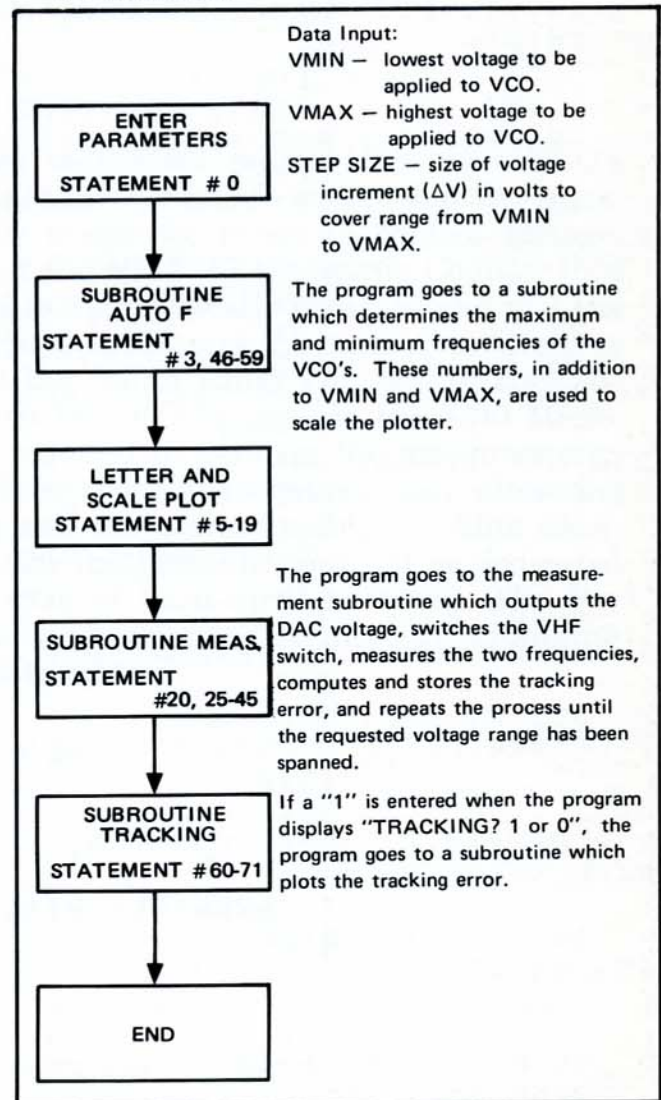 Data Input:
VMIN — lowest voltage to be
applied to VCO.
VMAX — highest voltage to be
applied to VCO.
STEP SIZE — size of voltage
increment (ΔV) in volts to
cover range from VMIN
to VMAX.
ENTER
PARAMETERS
STATEMENT # 0
SUBROUTINE
AUTO F
STATEMENT
# 3, 46-59
The program goes to a subroutine
which determines the maximum
and minimum frequencies of the
VCO's. These numbers, in addition
to VMIN and VMAX, are used to
scale the plotter.
LETTER AND
SCALE PLOT
STATEMENT #5-19
The program goes to the measure-
ment subroutine which outputs the
DAC voltage, switches the VHF
switch, measures the two frequencies,
computes and stores the tracking
error, and repeats the process until
the requested voltage range has been
spanned.
SUBROUTINE MEAS.
STATEMENT
#20, 25-45
If a "1" is entered when the program
displays "TRACKING? 1 or 0", the
program goes to a subroutine which
plots the tracking error.
SUBROUTINE
TRACKING
STATEMENT #60-71
END